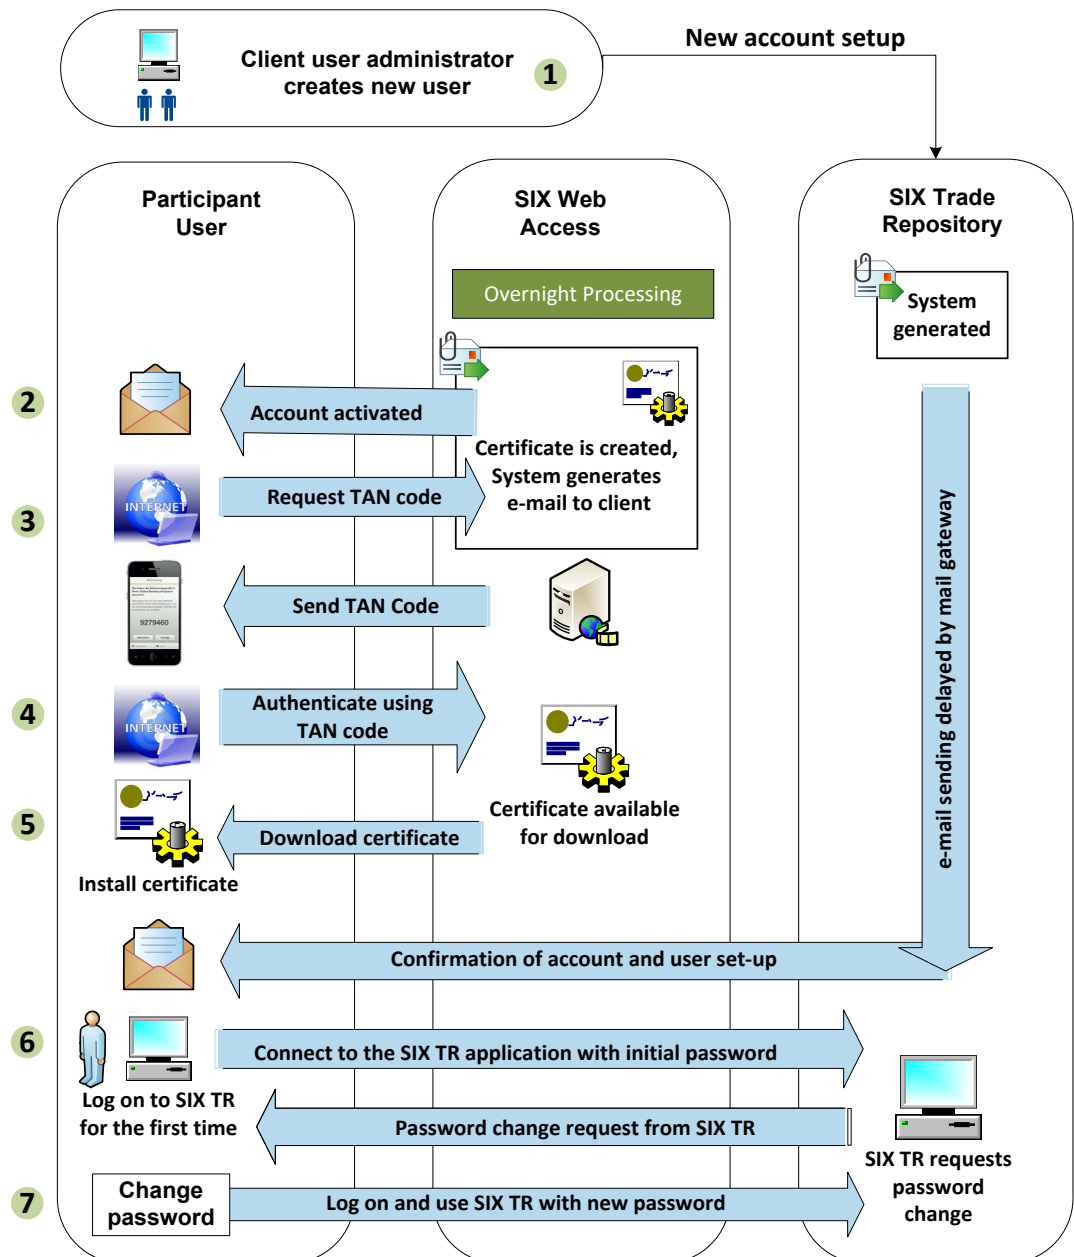 Client user administrator
creates new user
1
New account setup
Participant
User
SIX Web
Access
SIX Trade
Repository
Overnight Processing
System
generated
2
Account activated
Certificate is created,
System generates
e-mail to client
3
INTERNET
Request TAN code
9279460
Send TAN Code
e-mail sending delayed by mail gateway
4
INTERNET
Authenticate using
TAN code
5
Download certificate
Certificate available
for download
Install certificate
Confirmation of account and user set-up
6
Connect to the SIX TR application with initial password
Log on to SIX TR
for the first time
Password change request from SIX TR
SIX TR requests
password
change
7
Change
password
Log on and use SIX TR with new password